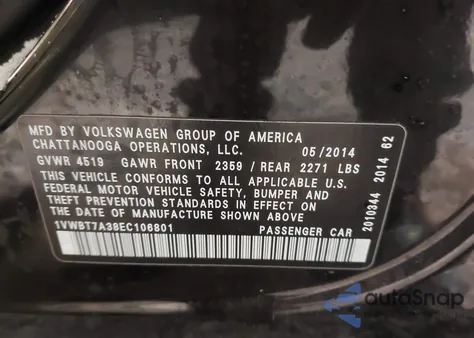 MFD BY VOLKSWAGEN GROUP OF AMERICA
CHATTANOOGA OPERATIONS, LLC. 05/2014
GVWR 4519 GAWR FRONT 2359 / REAR 2271 LBS
THIS VEHICLE CONFORMS TO ALL APPLICABLE U.S.
FEDERAL MOTOR VEHICLE SAFETY, BUMPER AND
THEFT PREVENTION STANDARDS IN EFFECT ON
THE DATE OF MANUFACTURE SHOWN ABOVE
1VWBT7A38EC106801 PASSENGER CAR
2010344 2014 62
autoSnap